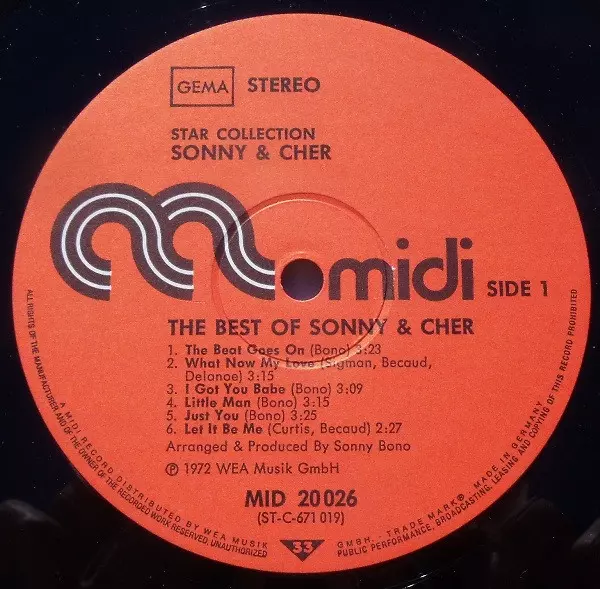 GEMA STEREO
STAR COLLECTION
SONNY & CHER
midi SIDE 1
THE BEST OF SONNY & CHER
1. The Beat Goes On (Bono) 3:23
2. What Now My Love (Sigman, Becaud,
Delanoe) 3:15
3. I Got You Babe (Bono) 3:09
4. Little Man (Bono) 3:15
5. Just You (Bono) 3:25
6. Let It Be Me (Curtis, Becaud) 2:27
Arranged & Produced By Sonny Bono
Ⓟ 1972 WEA Musik GmbH
MID 20026
(ST-C-671 019)
33
A MIDI RECORD DISTRIBUTED BY WEA MUSIK GMBH. - TRADE MARK® MADE IN GERMANY
ALL RIGHTS OF THE MANUFACTURER AND OF THE OWNER OF THE RECORDED WORK RESERVED. UNAUTHORIZED PUBLIC PERFORMANCE, BROADCASTING, LEASING AND COPYING OF THIS RECORD PROHIBITED